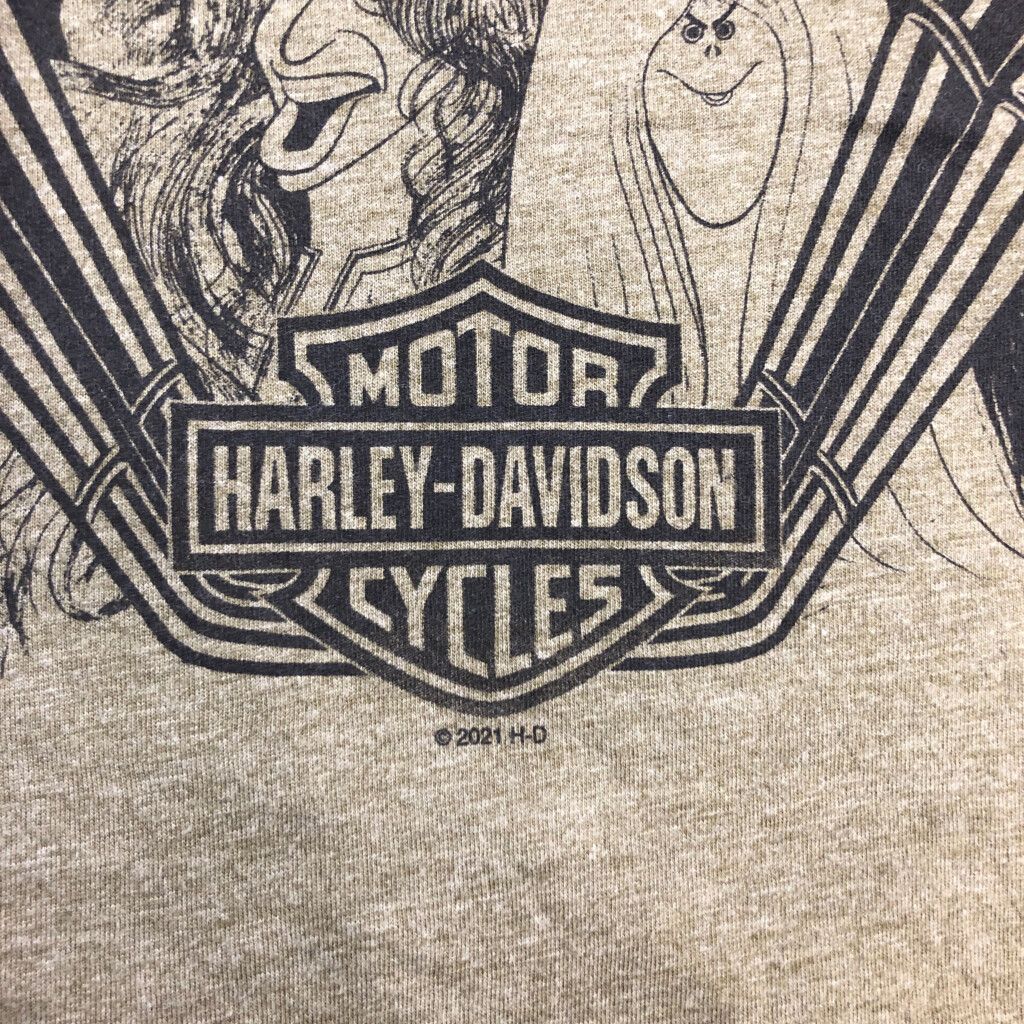 MOTOR
HARLEY-DAVIDSON
CYCLES
© 2021 H-D